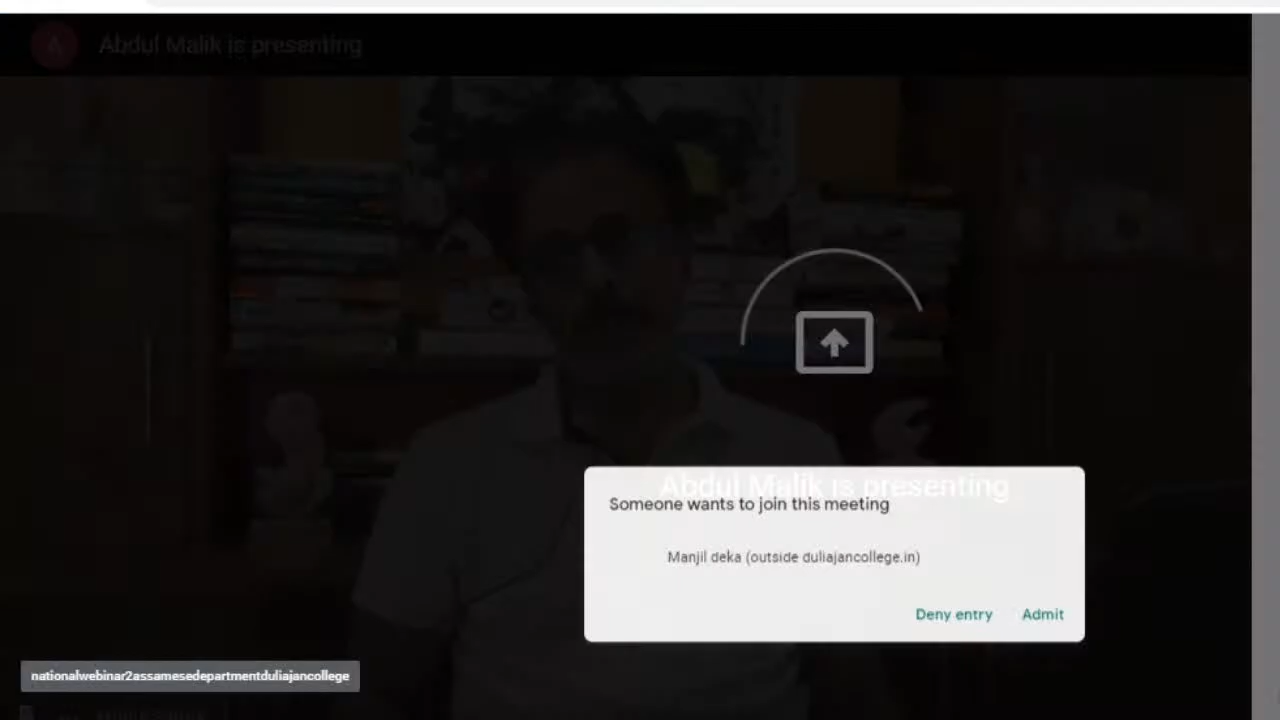 A
Abdul Malik is presenting
Abdul Malik is presenting
Someone wants to join this meeting
Manjil deka (outside duliajancollege.in)
Deny entry Admit
nationalwebinar2assamesedepartmentduliajancollege